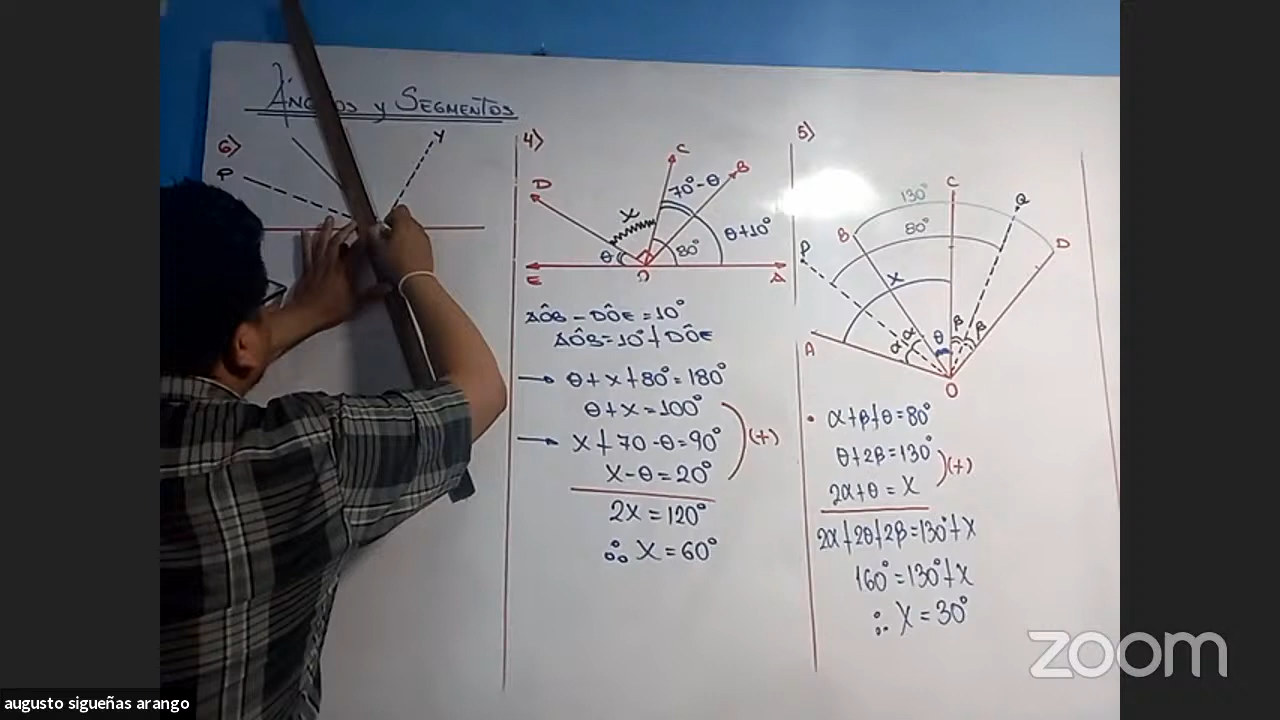 ÁNGULOS y SEGMENTOS
6)
P
Y
4)
D
C
B
70°-θ
X
θ+10°
θ
80°
E
O
A
AÔB - DÔE = 10°
AÔB = 10° + DÔE
→ θ + X + 80° = 180°
θ + X = 100°
→ X + 70 - θ = 90°
X - θ = 20°
(+)
2X = 120°
∴ X = 60°
5)
130°
C
Q
80°
B
D
P
X
A
α
α
θ
β
β
O
• α+β+θ = 80°
θ+2β = 130°
2α+θ = X
(+)
2α+2θ+2β = 130°+X
160° = 130°+X
∴ X = 30°
zoom
augusto sigueñas arango